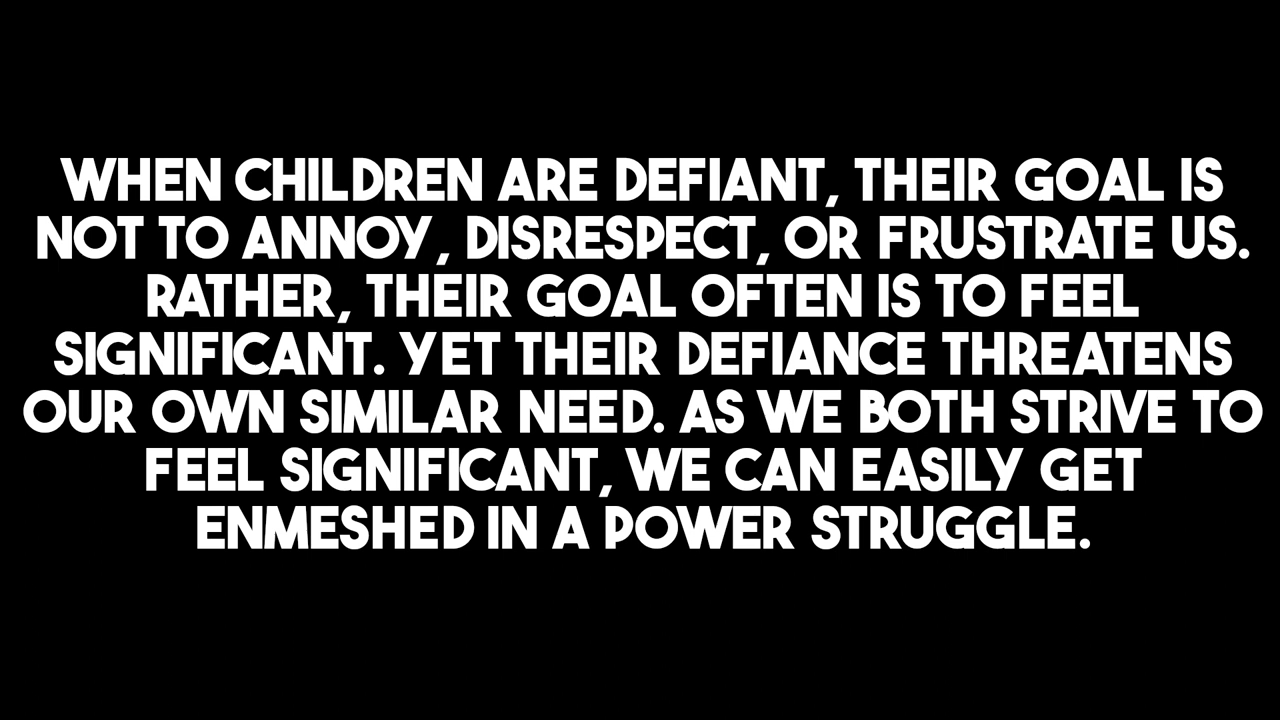 WHEN CHILDREN ARE DEFIANT, THEIR GOAL IS
NOT TO ANNOY, DISRESPECT, OR FRUSTRATE US.
RATHER, THEIR GOAL OFTEN IS TO FEEL
SIGNIFICANT. YET THEIR DEFIANCE THREATENS
OUR OWN SIMILAR NEED. AS WE BOTH STRIVE TO
FEEL SIGNIFICANT, WE CAN EASILY GET
ENMESHED IN A POWER STRUGGLE.